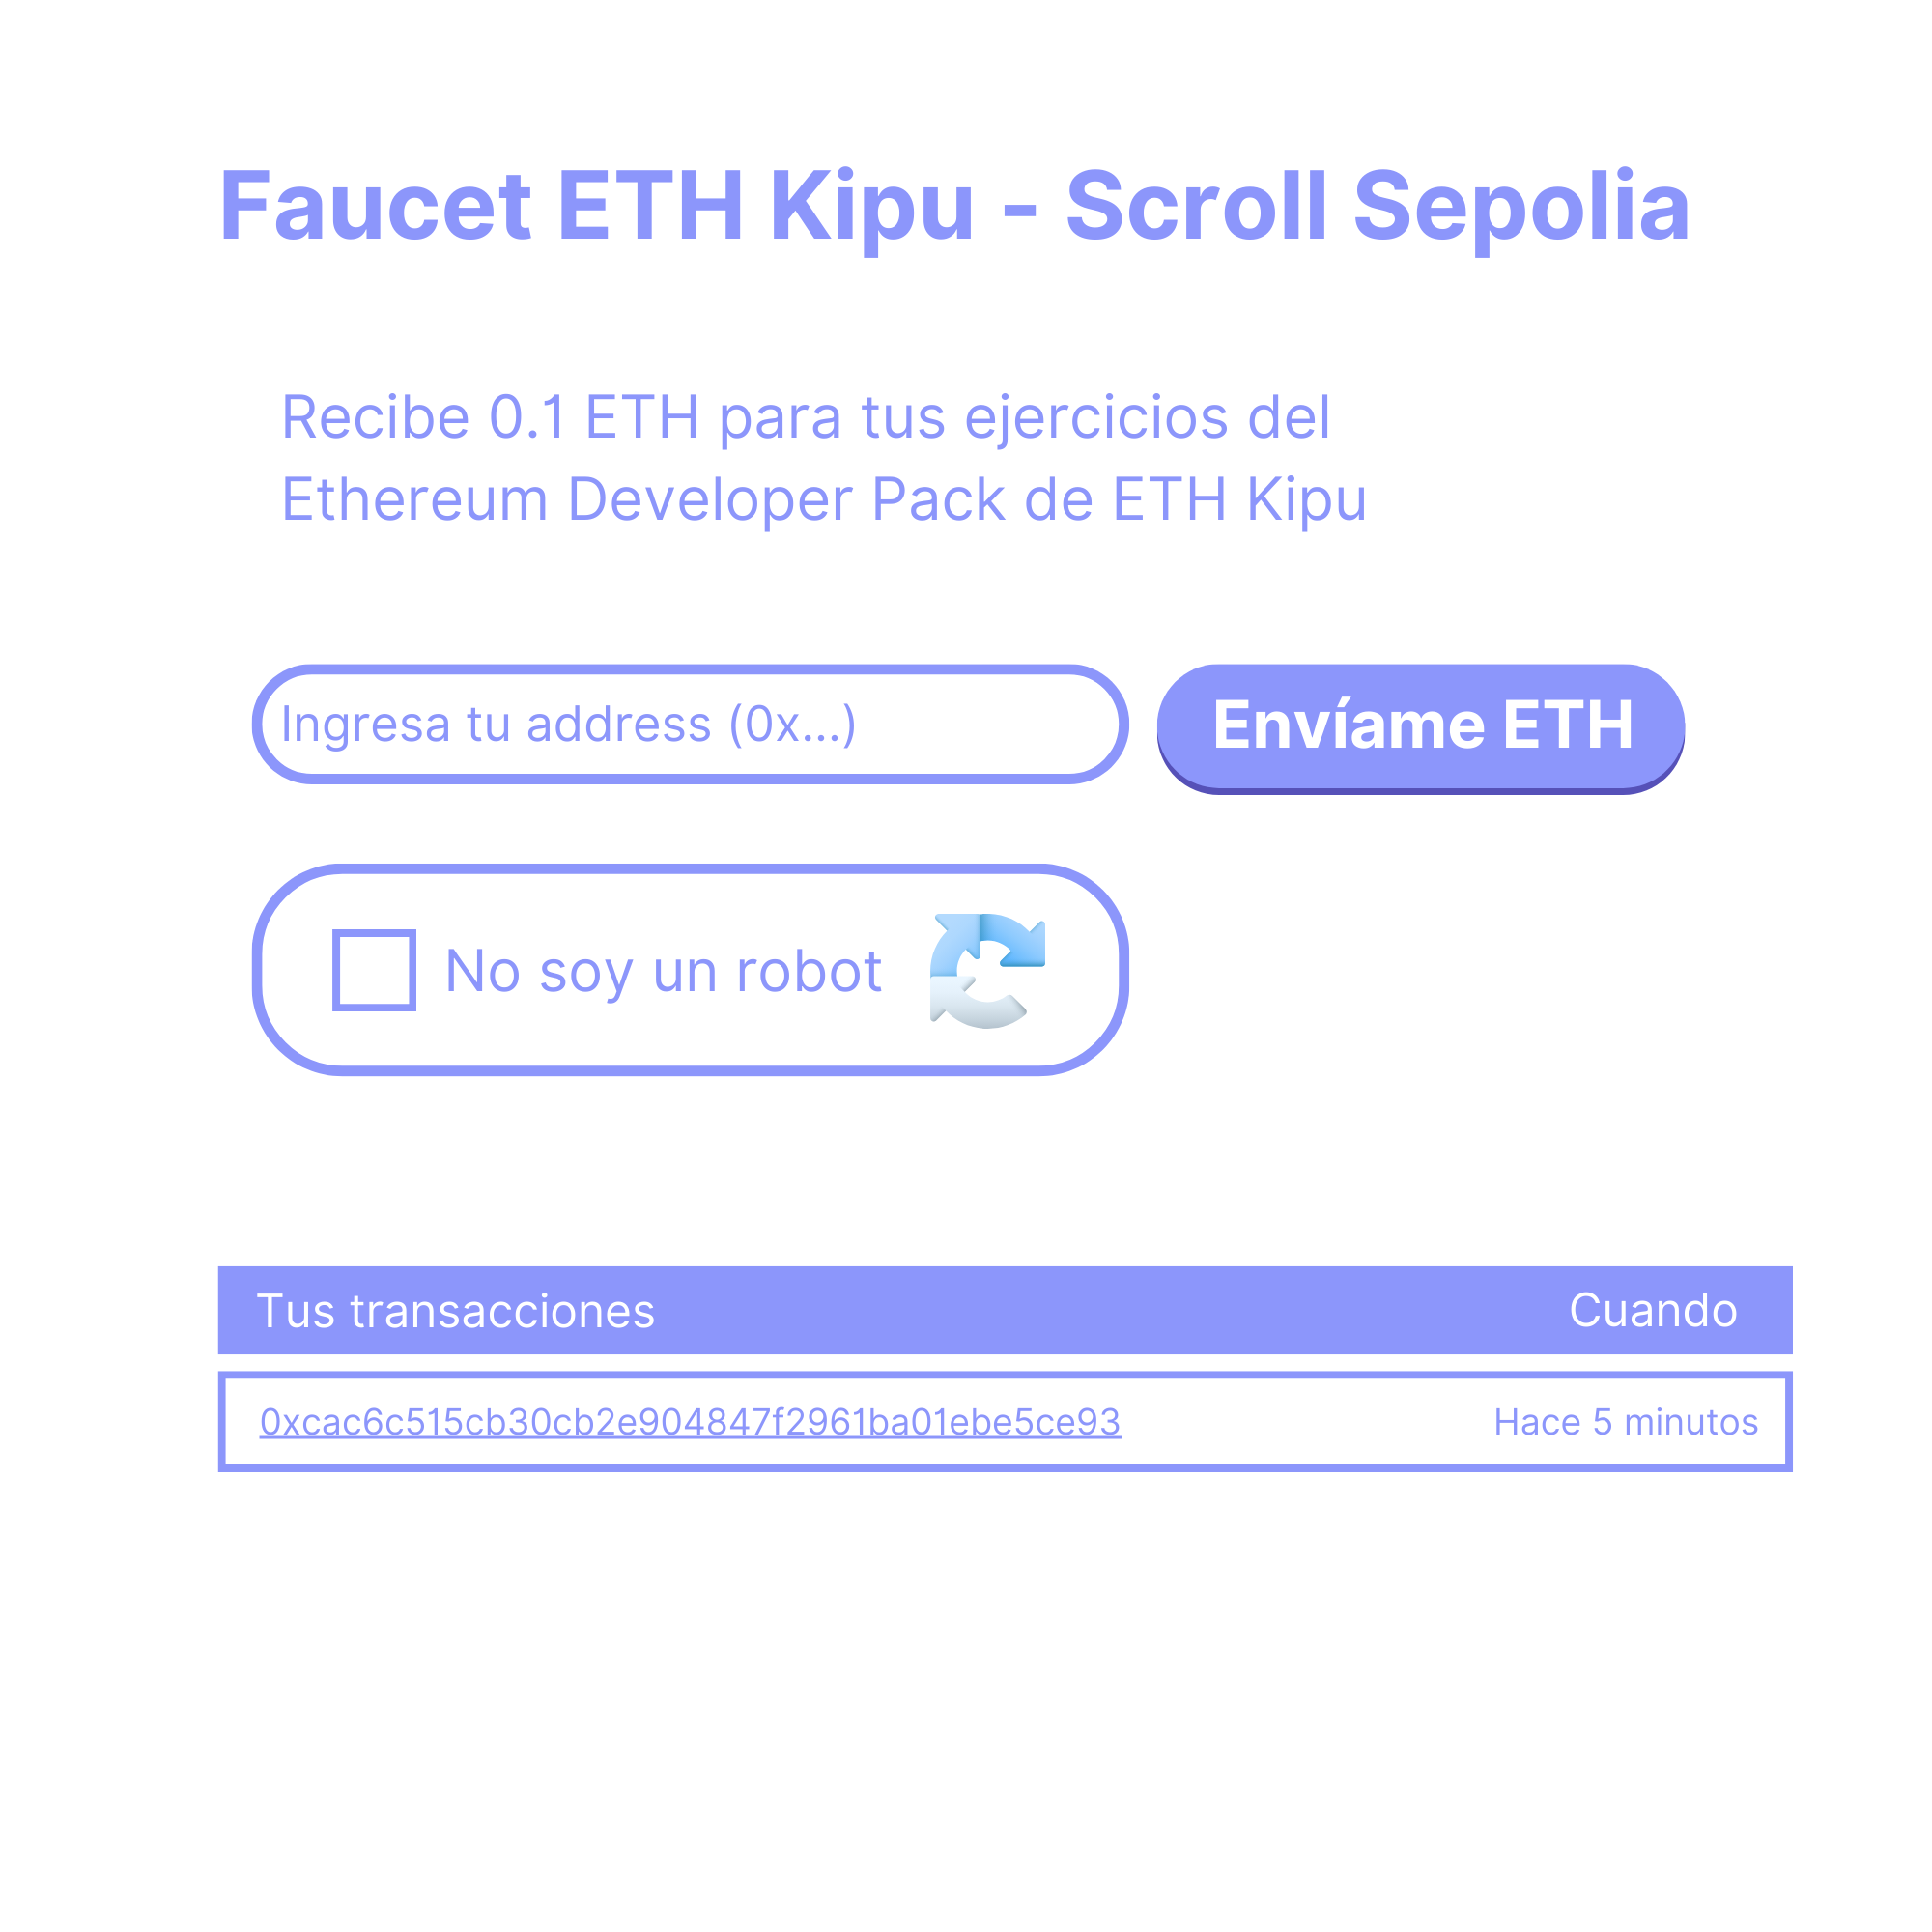 Faucet ETH Kipu - Scroll Sepolia
Recibe 0.1 ETH para tus ejercicios del
Ethereum Developer Pack de ETH Kipu
Ingresa tu address (0x...)
Envíame ETH
No soy un robot
Tus transacciones
Cuando
0xcac6c515cb30cb2e904847f2961ba01ebe5ce93
Hace 5 minutos